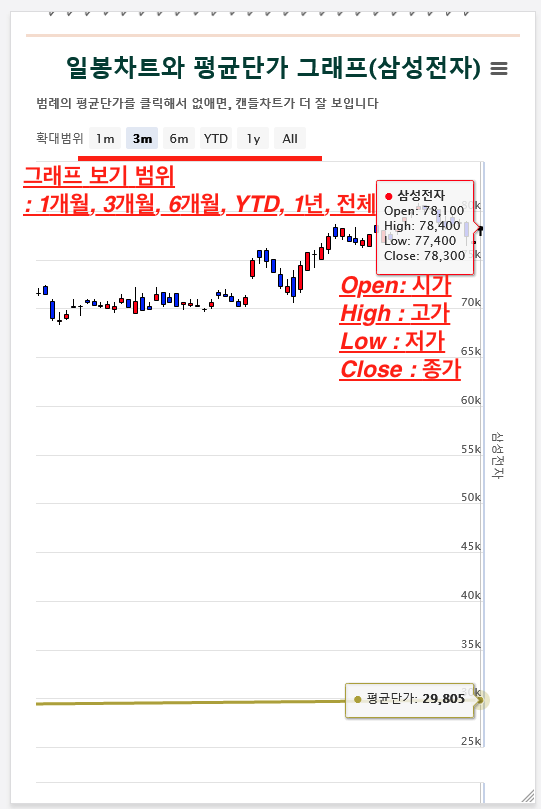 일봉차트와 평균단가 그래프(삼성전자)
범례의 평균단가를 클릭해서 없애면, 캔들차트가 더 잘 보입니다
확대범위 1m 3m 6m YTD 1y All
그래프 보기 범위
: 1개월, 3개월, 6개월, YTD, 1년, 전체
삼성전자
Open: 78,100
High: 78,400
Low: 77,400
Close: 78,300
80k
75k
Open: 시가
High : 고가
Low : 저가
Close : 종가
70k
65k
60k
55k
50k
45k
40k
35k
30k
25k
삼성전자
평균단가: 29,805